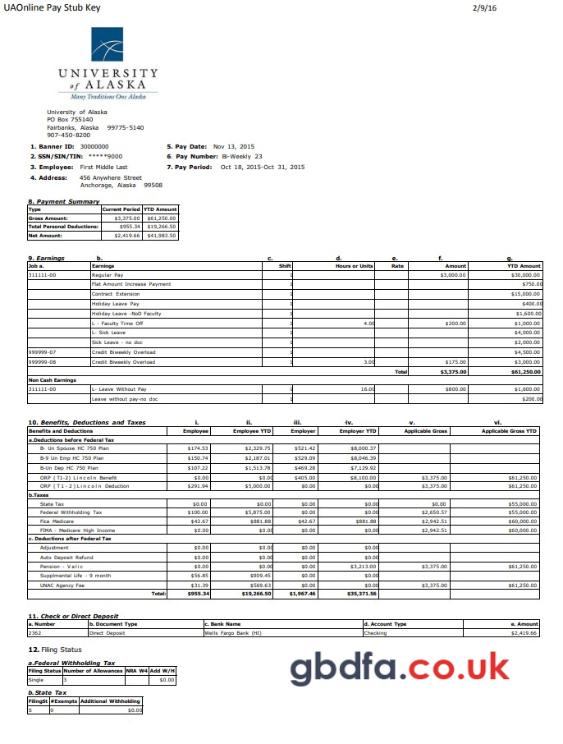 UAOnline Pay Stub Key 2/9/16
UNIVERSITY
of ALASKA
Many Traditions One Alaska
University of Alaska
PO Box 755140
Fairbanks, Alaska 99775-5140
907-450-8200
1. Banner ID: 30000000 5. Pay Date: Nov 13, 2015
2. SSN/SIN/TIN: *****9000 6. Pay Number: Bi-Weekly 23
3. Employee: First Middle Last 7. Pay Period: Oct 18, 2015-Oct 31, 2015
4. Address: 456 Anywhere Street
Anchorage, Alaska 99508
8. Payment Summary
Type Current Period YTD Amount
Gross Amount: $3,375.00 $61,250.00
Total Personal Deductions: $955.34 $19,266.50
Net Amount: $2,419.66 $41,983.50
9. Earnings b. c. d. e. f. g.
Job a. Earnings Shift Hours or Units Rate Amount YTD Amount
311111-00 Regular Pay 1 $3,000.00 $30,000.00
Flat Amount Increase Payment 1 $750.00
Contract Extension 1 $15,000.00
Holiday Leave Pay 1 $400.00
Holiday Leave -NoD Faculty 1 $1,600.00
L - Faculty Time Off 1 4.00 $200.00 $1,000.00
L- Sick Leave 1 $4,000.00
Sick Leave - no doc 1 $2,000.00
999999-07 Credit Biweekly Overload 1 $4,500.00
999999-08 Credit Biweekly Overload 1 3.00 $175.00 $3,000.00
Total $3,375.00 $61,250.00
Non Cash Earnings
311111-00 L- Leave Without Pay 1 16.00 $800.00 $1,000.00
Leave without pay-no doc 1 $200.00
10. Benefits, Deductions and Taxes i. ii. iii. iv. v. vi.
Benefits and Deductions Employee Employee YTD Employer Employer YTD Applicable Gross Applicable Gross YTD
a.Deductions before Federal Tax
B- Un Spouse HC 750 Plan $174.53 $2,329.75 $521.42 $8,000.37
B-9 Un Emp HC 750 Plan $150.74 $2,187.01 $529.09 $8,046.39
B-Un Dep HC 750 Plan $107.22 $1,513.78 $469.28 $7,129.92
ORP (T1-2) Lincoln Benefit $0.00 $0.00 $405.00 $8,100.00 $3,375.00 $61,250.00
ORP (T1-2)Lincoln Deduction $291.94 $5,000.00 $0.00 $0.00 $3,375.00 $61,250.00
b.Taxes
State Tax $0.00 $0.00 $0.00 $0.00 $0.00 $55,000.00
Federal Withholding Tax $100.00 $5,875.00 $0.00 $0.00 $2,650.57 $55,000.00
Fica Medicare $42.67 $881.88 $42.67 $881.88 $2,942.51 $60,000.00
FIMA - Medicare High Income $0.00 $0.00 $0.00 $0.00 $2,942.51 $60,000.00
c. Deductions after Federal Tax
Adjustment $0.00 $0.00 $0.00 $0.00
Auto Deposit Refund $0.00 $0.00 $0.00 $0.00
Pension - Valic $0.00 $0.00 $0.00 $3,213.00 $3,375.00 $61,250.00
Supplmental Life - 9 month $56.85 $909.45 $0.00 $0.00
UNAC Agency Fee $31.39 $569.63 $0.00 $0.00 $3,375.00 $61,250.00
Total: $955.34 $19,266.50 $1,967.46 $35,371.56
11. Check or Direct Deposit
a. Number b. Document Type c. Bank Name d. Account Type e. Amount
2362 Direct Deposit Wells Fargo Bank (HI) Checking $2,419.66
12. Filing Status
a.Federal Withholding Tax
Filing Status Number of Allowances NRA W4 Add W/H
Single 3 $0.00
b.State Tax
FilingSt #Exempts Additional Withholding
S 0 $0.00
gbdfa.co.uk